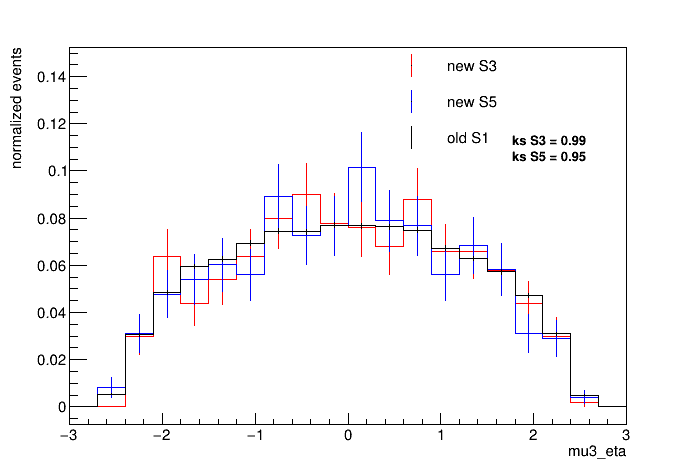 normalized events
0.14
0.12
0.1
0.08
0.06
0.04
0.02
0
new S3
new S5
old S1
ks S3 = 0.99
ks S5 = 0.95
−3 −2 −1 0 1 2 3
mu3_eta